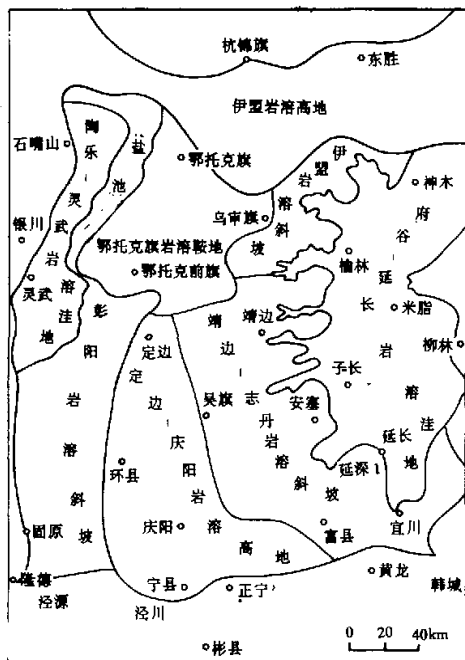 杭锦旗
东胜
伊盟岩溶高地
石嘴山
陶乐—灵武岩溶洼地
盐池
鄂托克旗
伊盟岩溶斜坡
神木
乌审旗
银川
鄂托克旗岩溶鞍地
鄂托克前旗
榆林
府谷—延长岩溶洼地
灵武
米脂
彭阳岩溶斜坡
定边
靖边
柳林
定边—庆阳岩溶高地
靖边—志丹岩溶斜坡
子长
吴旗
安塞
延长
环县
延深1
固原
庆阳
富县
宜川
隆德
宁县
正宁
黄龙
韩城
泾源
泾川
彬县
0 20 40km